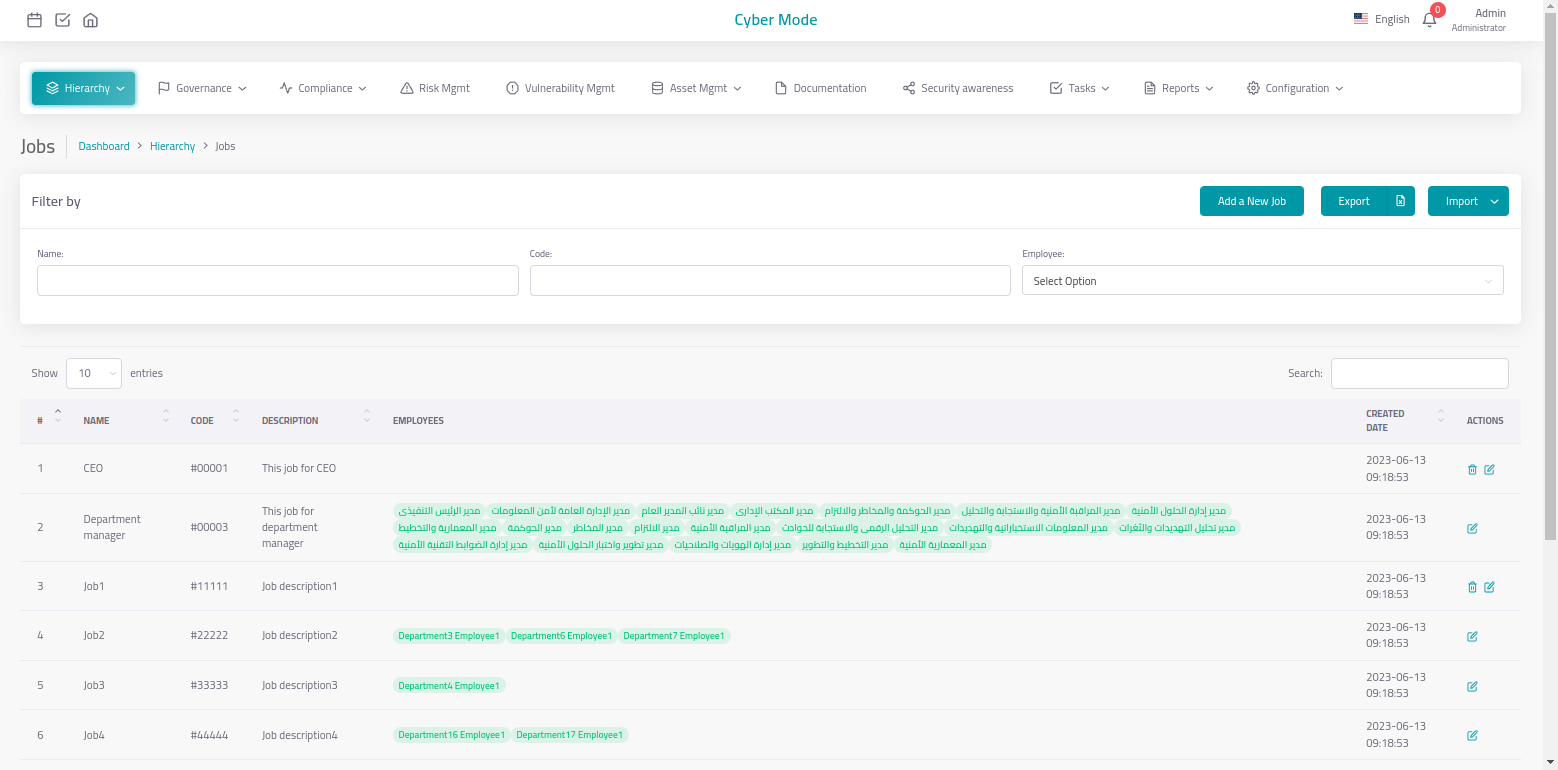 Cyber Mode
English
0
Admin
Administrator
Hierarchy
Governance
Compliance
Risk Mgmt
Vulnerability Mgmt
Asset Mgmt
Documentation
Security awareness
Tasks
Reports
Configuration
Jobs
Dashboard > Hierarchy > Jobs
Filter by
Add a New Job
Export
Import
Name:
Code:
Employee:
Select Option
Show 10 entries
Search:
# NAME CODE DESCRIPTION EMPLOYEES CREATED DATE ACTIONS
1 CEO #00001 This job for CEO 2023-06-13 09:18:53
2 Department manager #00003 This job for department manager
مدير الرئيس التنفيذى مدير الإدارة العامة لأمن المعلومات مدير نائب المدير العام مدير المكتب الإدارى مدير الحوكمة والمخاطر والالتزام مدير المراقبة الأمنية والاستجابة والتحليل مدير إدارة الحلول الأمنية
مدير المعمارية والتخطيط مدير الحوكمة مدير المخاطر مدير الالتزام مدير المراقبة الأمنية مدير التحليل الرقمى والاستجابة للحوادث مدير المعلومات الاستخباراتية والتهديدات مدير تحليل التهديدات والثغرات
مدير إدارة الضوابط التقنية الأمنية مدير تطوير واختبار الحلول الأمنية مدير إدارة الهويات والصلاحيات مدير التخطيط والتطوير مدير المعمارية الأمنية
2023-06-13 09:18:53
3 Job1 #11111 Job description1 2023-06-13 09:18:53
4 Job2 #22222 Job description2 Department3 Employee1 Department6 Employee1 Department7 Employee1 2023-06-13 09:18:53
5 Job3 #33333 Job description3 Department4 Employee1 2023-06-13 09:18:53
6 Job4 #44444 Job description4 Department16 Employee1 Department17 Employee1 2023-06-13 09:18:53